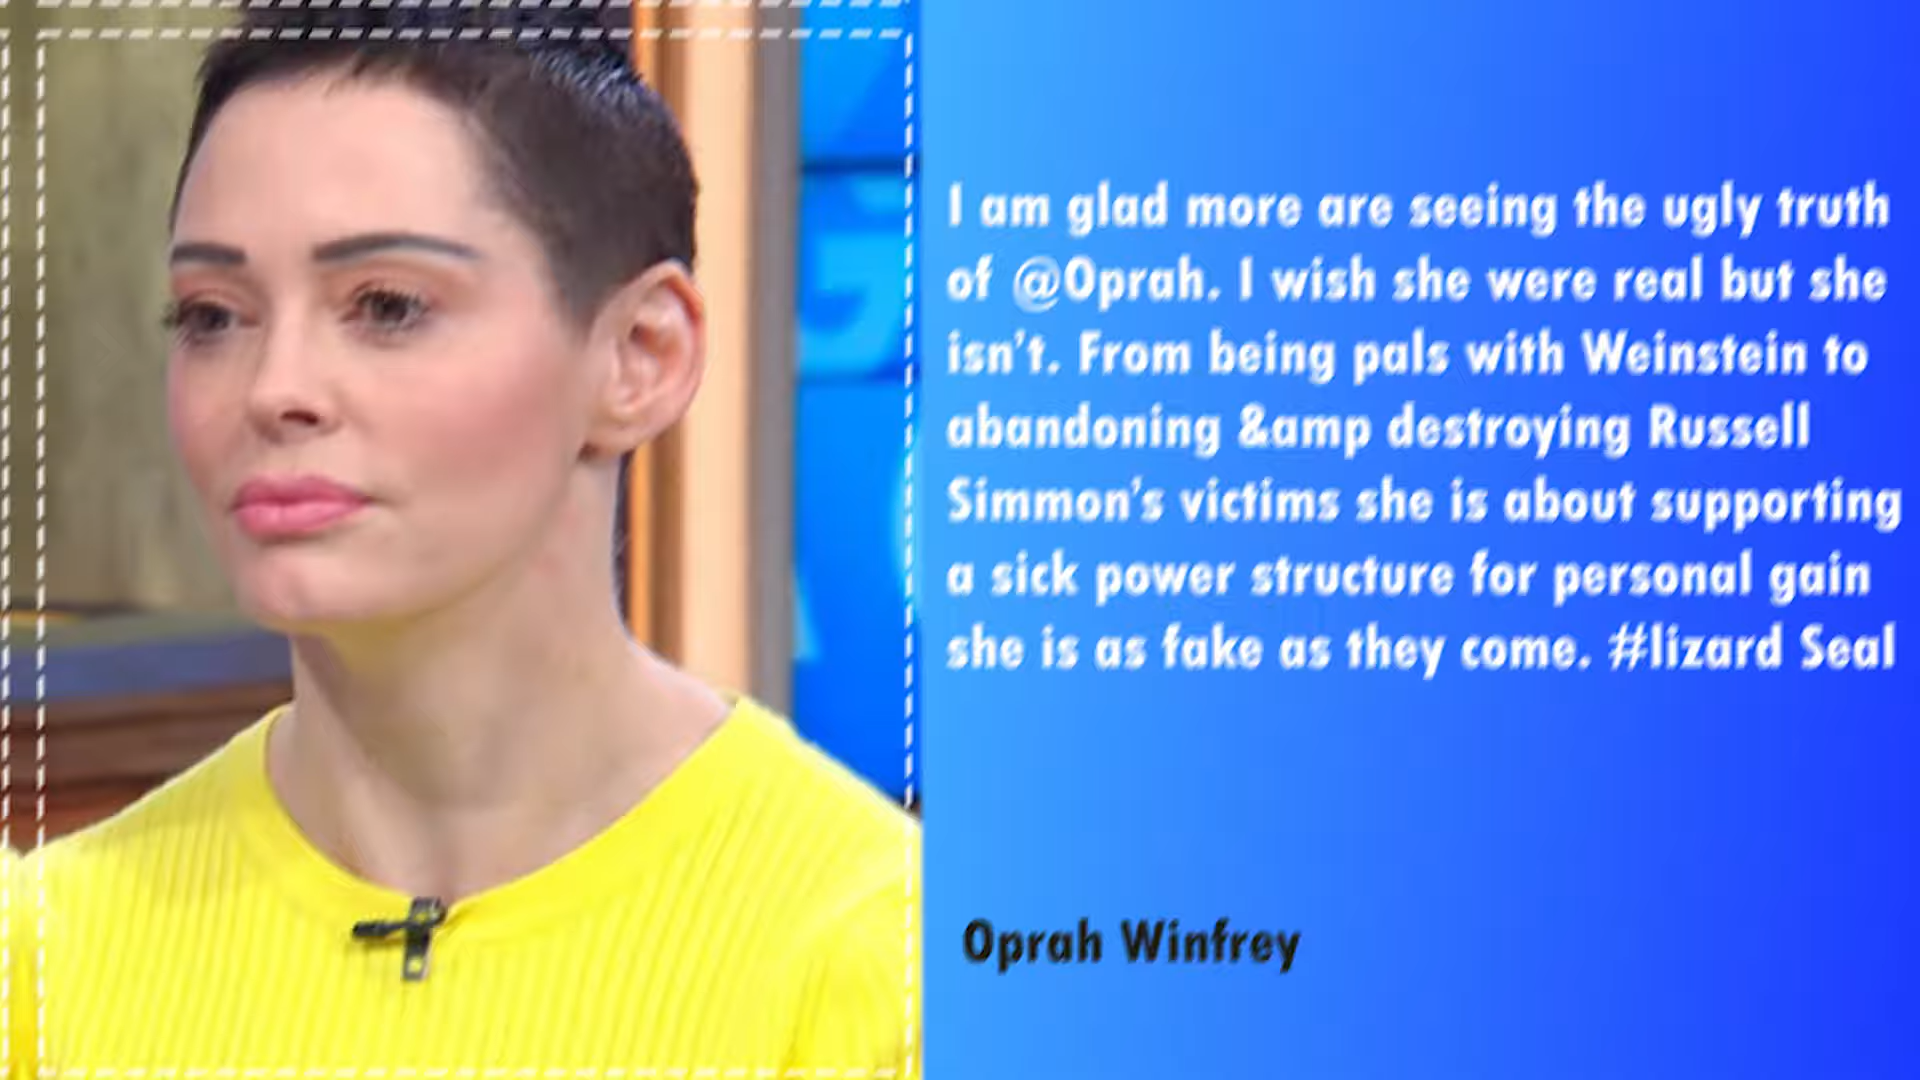 I am glad more are seeing the ugly truth
of @Oprah. I wish she were real but she
isn't. From being pals with Weinstein to
abandoning &amp destroying Russell
Simmon's victims she is about supporting
a sick power structure for personal gain
she is as fake as they come. #lizard Seal
Oprah Winfrey